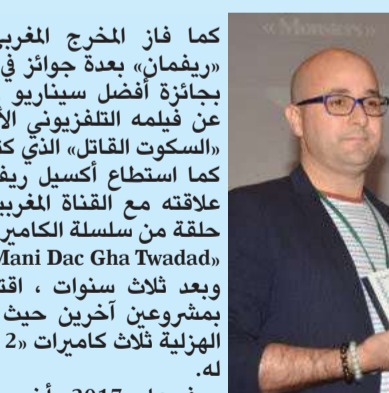 «Monsters»
كما فاز المخرج المغربي
«ريفمان» بعدة جوائز في
بجائزة أفضل سيناريو
عن فيلمه التلفزيوني
«السكوت القاتل» الذي
كما استطاع أكسيل
علاقته مع القناة
حلقة من سلسلة
Mani Dac Gha Twadad»
وبعد ثلاث سنوات ،
بمشروعين آخرين حيث
الهزلية ثلاث كاميرات «2
له.
2017